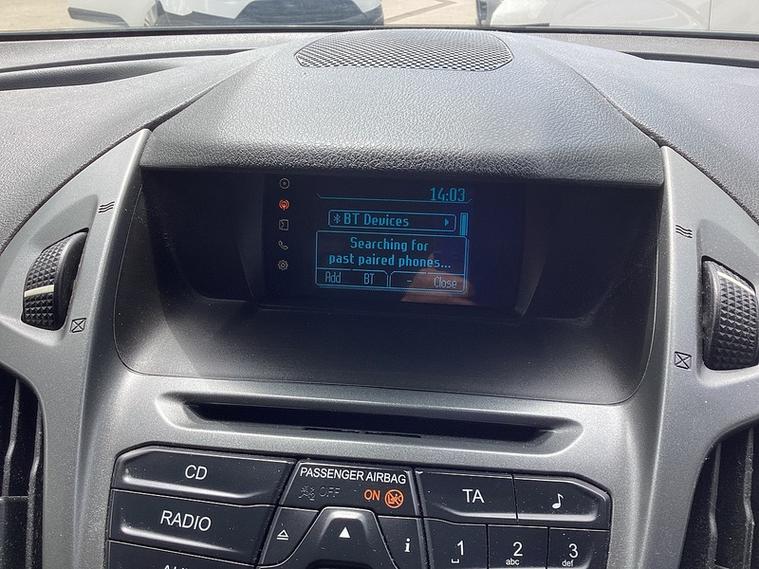 14:03
BT Devices
Searching for
past paired phones...
Add BT - Close
CD
PASSENGER AIRBAG
OFF ON
TA
RADIO
i
1
2 abc
3 def